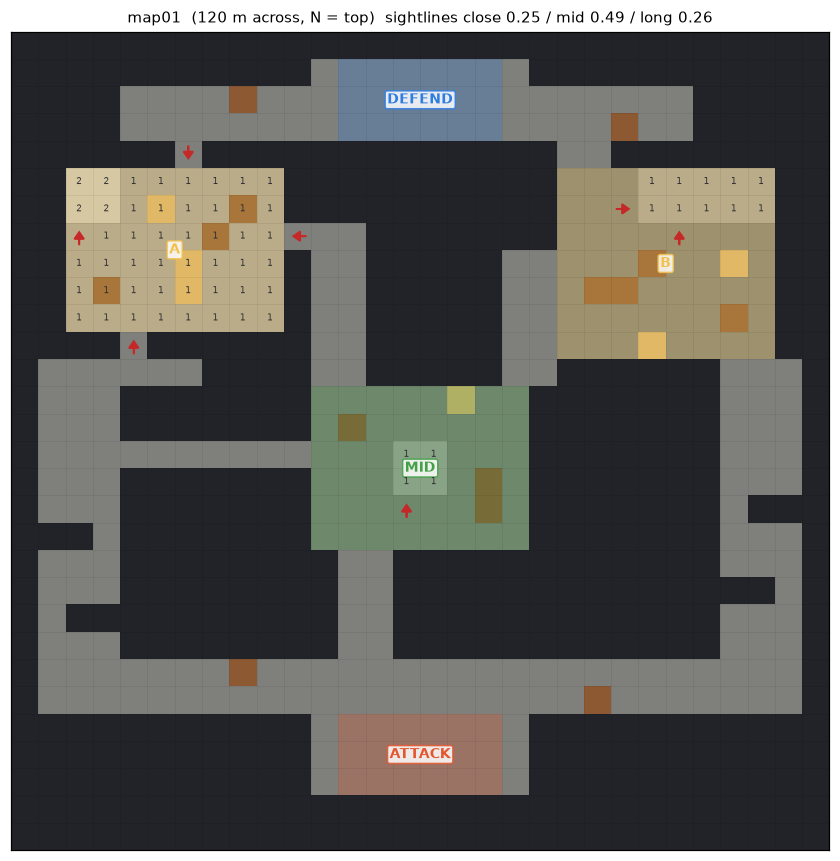 map01 (120 m across, N = top) sightlines close 0.25 / mid 0.49 / long 0.26
DEFEND
2 2 1 1 1 1 1 1 1 1 1 1 1
2 2 1 1 1 1 1 1 1 1 1 1 1
1 1 1 1 1 1 1
A
B
1 1 1 1 1 1 1 1
1 1 1 1 1 1 1 1
1 1 1 1 1 1 1 1
1 1
MID
1 1
ATTACK